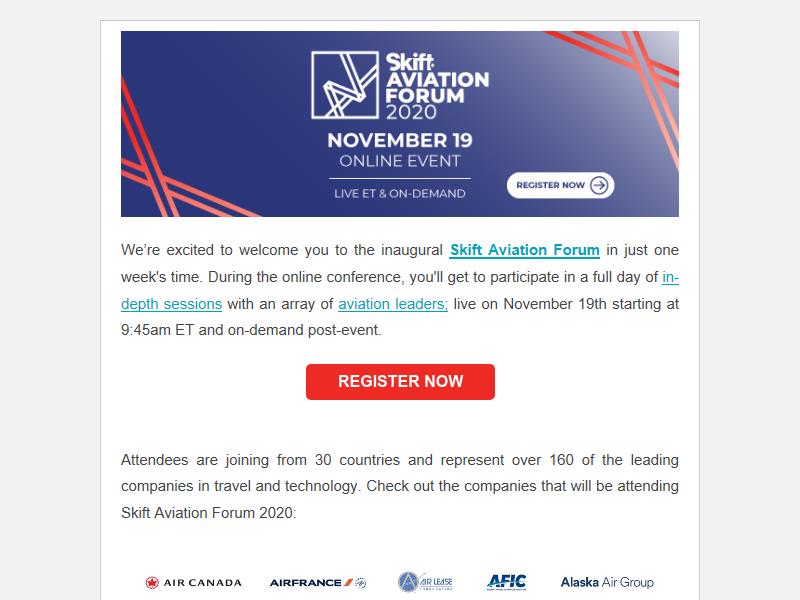 Skift
AVIATION
FORUM
2020
NOVEMBER 19
ONLINE EVENT
LIVE ET & ON-DEMAND
REGISTER NOW
We’re excited to welcome you to the inaugural Skift Aviation Forum in just one
week's time. During the online conference, you'll get to participate in a full day of in-
depth sessions with an array of aviation leaders; live on November 19th starting at
9:45am ET and on-demand post-event.
REGISTER NOW
Attendees are joining from 30 countries and represent over 160 of the leading
companies in travel and technology. Check out the companies that will be attending
Skift Aviation Forum 2020:
AIR CANADA AIRFRANCE AIR LEASE AFIC Alaska Air Group